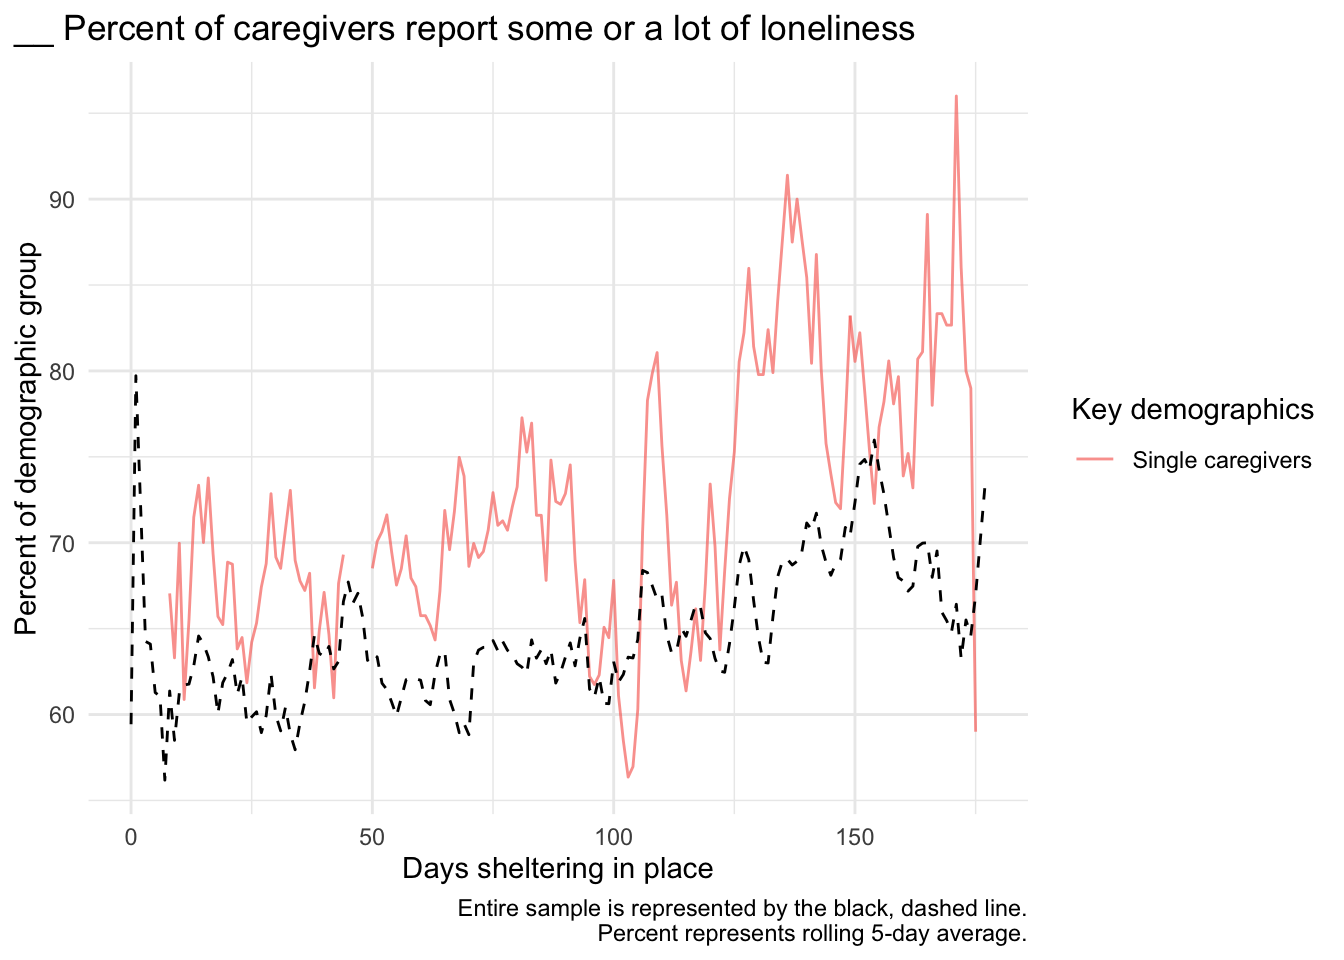 __ Percent of caregivers report some or a lot of loneliness
Percent of demographic group
90
80
70
60
0
50
100
150
Days sheltering in place
Key demographics
Single caregivers
Entire sample is represented by the black, dashed line.
Percent represents rolling 5-day average.